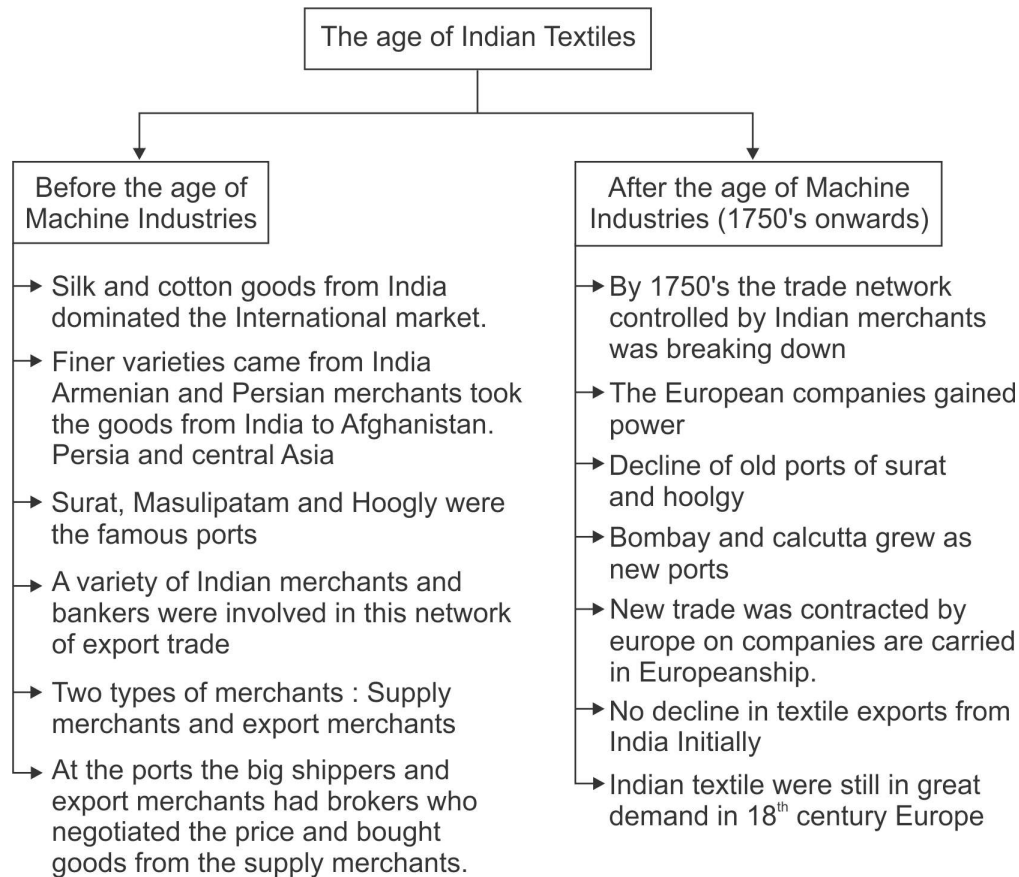 The age of Indian Textiles
Before the age of
Machine Industries
Silk and cotton goods from India
dominated the International market.
Finer varieties came from India
Armenian and Persian merchants took
the goods from India to Afghanistan.
Persia and central Asia
Surat, Masulipatam and Hoogly were
the famous ports
A variety of Indian merchants and
bankers were involved in this network
of export trade
Two types of merchants : Supply
merchants and export merchants
At the ports the big shippers and
export merchants had brokers who
negotiated the price and bought
goods from the supply merchants.
After the age of Machine
Industries (1750's onwards)
By 1750's the trade network
controlled by Indian merchants
was breaking down
The European companies gained
power
Decline of old ports of surat
and hoolgy
Bombay and calcutta grew as
new ports
New trade was contracted by
europe on companies are carried
in Europeanship.
No decline in textile exports from
India Initially
Indian textile were still in great
demand in 18th century Europe